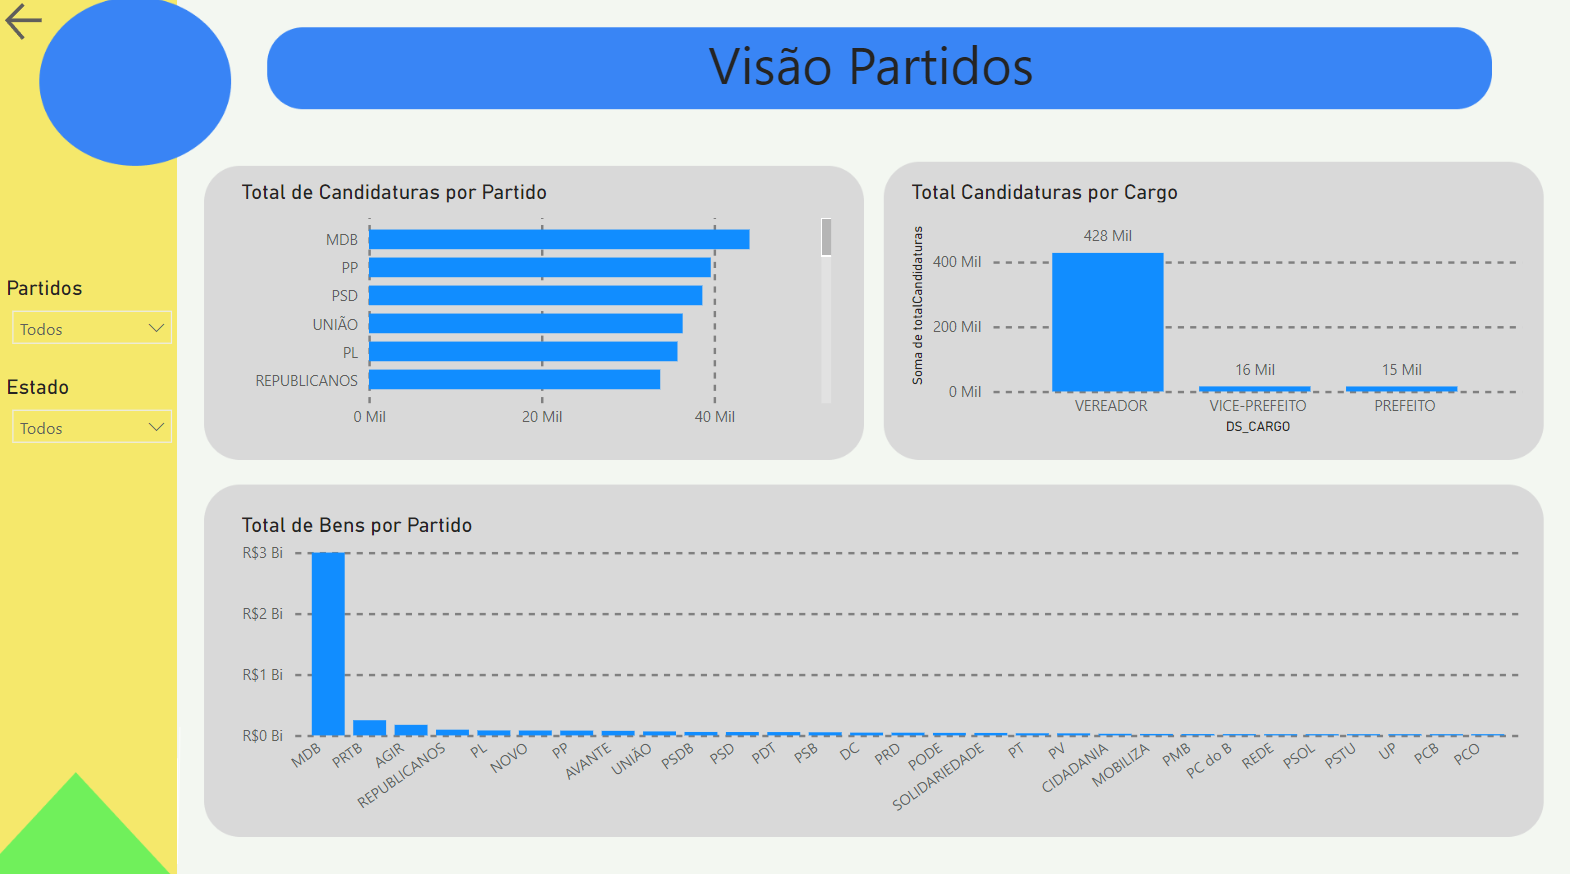 Visão Partidos
Partidos
Todos
Estado
Todos
Total de Candidaturas por Partido
MDB
PP
PSD
UNIÃO
PL
REPUBLICANOS
0 Mil 20 Mil 40 Mil
Total Candidaturas por Cargo
Soma de totalCandidaturas
400 Mil
200 Mil
0 Mil
428 Mil
16 Mil
15 Mil
VEREADOR VICE-PREFEITO PREFEITO
DS_CARGO
Total de Bens por Partido
R$3 Bi
R$2 Bi
R$1 Bi
R$0 Bi
MDB PRTB AGIR REPUBLICANOS PL NOVO PP AVANTE UNIÃO PSDB PSD PDT PSB DC PRD PODE SOLIDARIEDADE PT PV CIDADANIA MOBILIZA PMB PC do B REDE PSOL PSTU UP PCB PCO